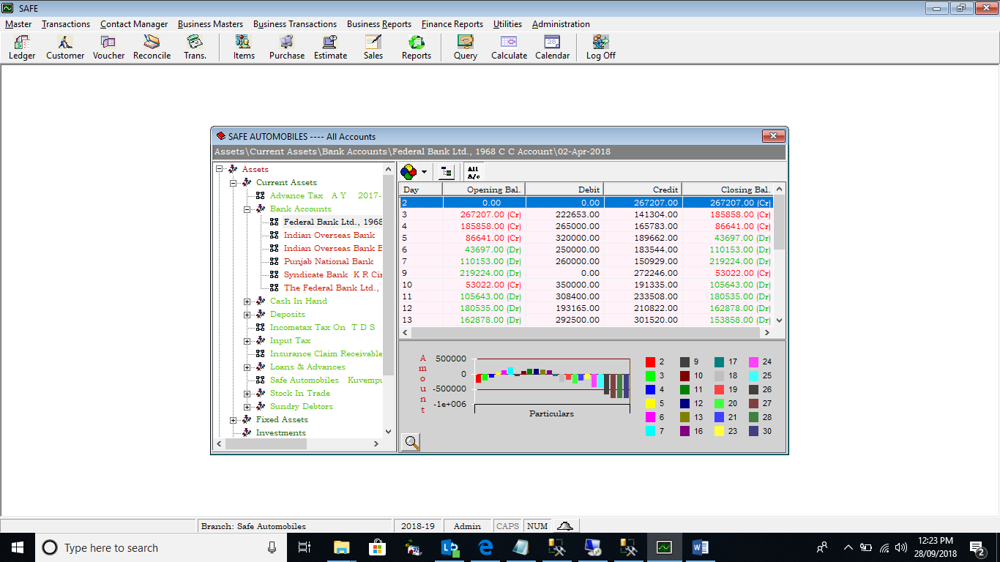 SAFE
Master Transactions Contact Manager Business Masters Business Transactions Business Reports Finance Reports Utilities Administration
Ledger Customer Voucher Reconcile Trans. Items Purchase Estimate Sales Reports Query Calculate Calendar Log Off
SAFE AUTOMOBILES ---- All Accounts
Assets\Current Assets\Bank Accounts\Federal Bank Ltd., 1968 C C Account\02-Apr-2018
Assets
Current Assets
Advance Tax A Y 2017-
Bank Accounts
Federal Bank Ltd., 1968
Indian Overseas Bank
Indian Overseas Bank E
Punjab National Bank
Syndicate Bank K R Cir
The Federal Bank Ltd.,
Cash In Hand
Deposits
Incometax Tax On T D S
Input Tax
Insurance Claim Receivable
Loans & Advances
Safe Automobiles Kuvempu
Stock In Trade
Sundry Debtors
Fixed Assets
Investments
All
A/c
Day Opening Bal. Debit Credit Closing Bal.
2 0.00 0.00 267207.00 267207.00 (Cr)
3 267207.00 (Cr) 222653.00 141304.00 185858.00 (Cr)
4 185858.00 (Cr) 265000.00 165783.00 86641.00 (Cr)
5 86641.00 (Cr) 320000.00 189662.00 43697.00 (Dr)
6 43697.00 (Dr) 250000.00 183544.00 110153.00 (Dr)
7 110153.00 (Dr) 260000.00 150929.00 219224.00 (Dr)
9 219224.00 (Dr) 0.00 272246.00 53022.00 (Cr)
10 53022.00 (Cr) 350000.00 191335.00 105643.00 (Dr)
11 105643.00 (Dr) 308400.00 233508.00 180535.00 (Dr)
12 180535.00 (Dr) 193165.00 210822.00 162878.00 (Dr)
13 162878.00 (Dr) 292500.00 301520.00 153858.00 (Dr)
Amount
500000
0
-500000
-1e+006
Particulars
2 9 17 24
3 10 18 25
4 11 19 26
5 12 20 27
6 13 21 28
7 16 23 30
Branch: Safe Automobiles 2018-19 Admin CAPS NUM
Type here to search
12:23 PM
28/09/2018
2